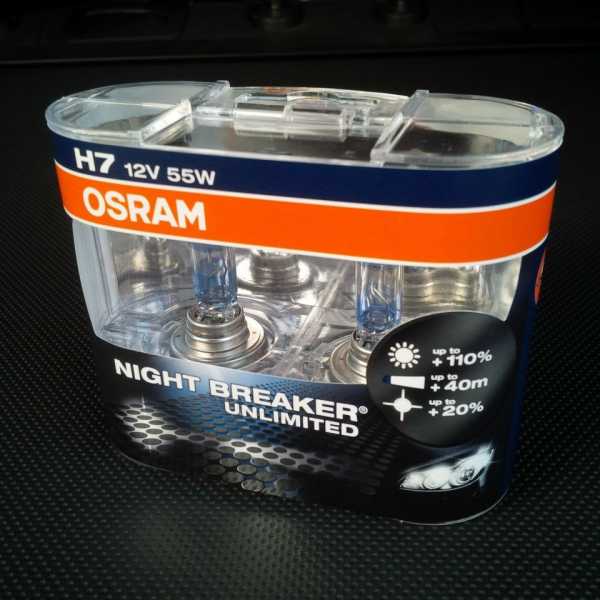 H7 12V 55W
OSRAM
NIGHT BREAKER®
UNLIMITED
up to
+ 110%
up to
+ 40m
up to
+ 20%